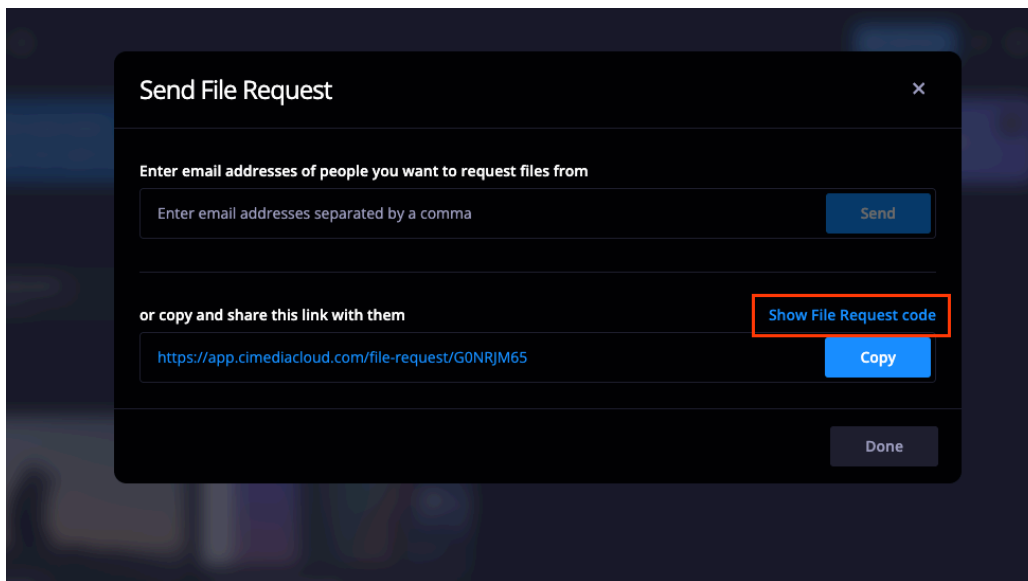 Send File Request
Enter email addresses of people you want to request files from
Enter email addresses separated by a comma
Send
or copy and share this link with them
Show File Request code
https://app.cimediacloud.com/file-request/G0NRJM65
Copy
Done